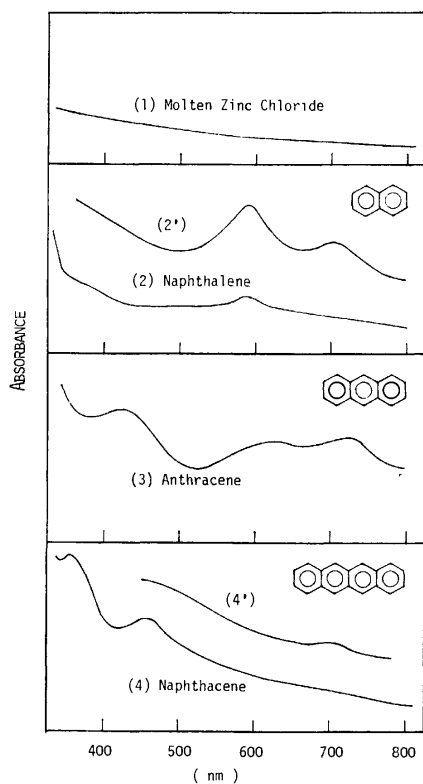 (1) Molten Zinc Chloride
(2')
(2) Naphthalene
(3) Anthracene
(4')
(4) Naphthacene
ABSORBANCE
400 500 600 700 800
( nm )